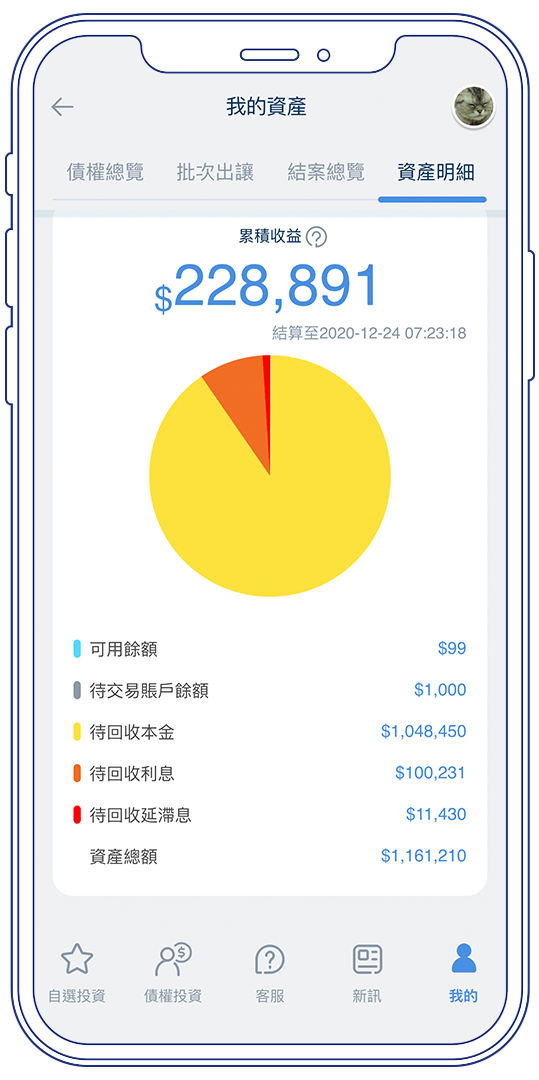 我的資產
債權總覽 批次出讓 結案總覽 資產明細
累積收益 ?
$228,891
結算至2020-12-24 07:23:18
可用餘額 $99
待交易賬戶餘額 $1,000
待回收本金 $1,048,450
待回收利息 $100,231
待回收延滯息 $11,430
資產總額 $1,161,210
自選投資 債權投資 客服 新訊 我的